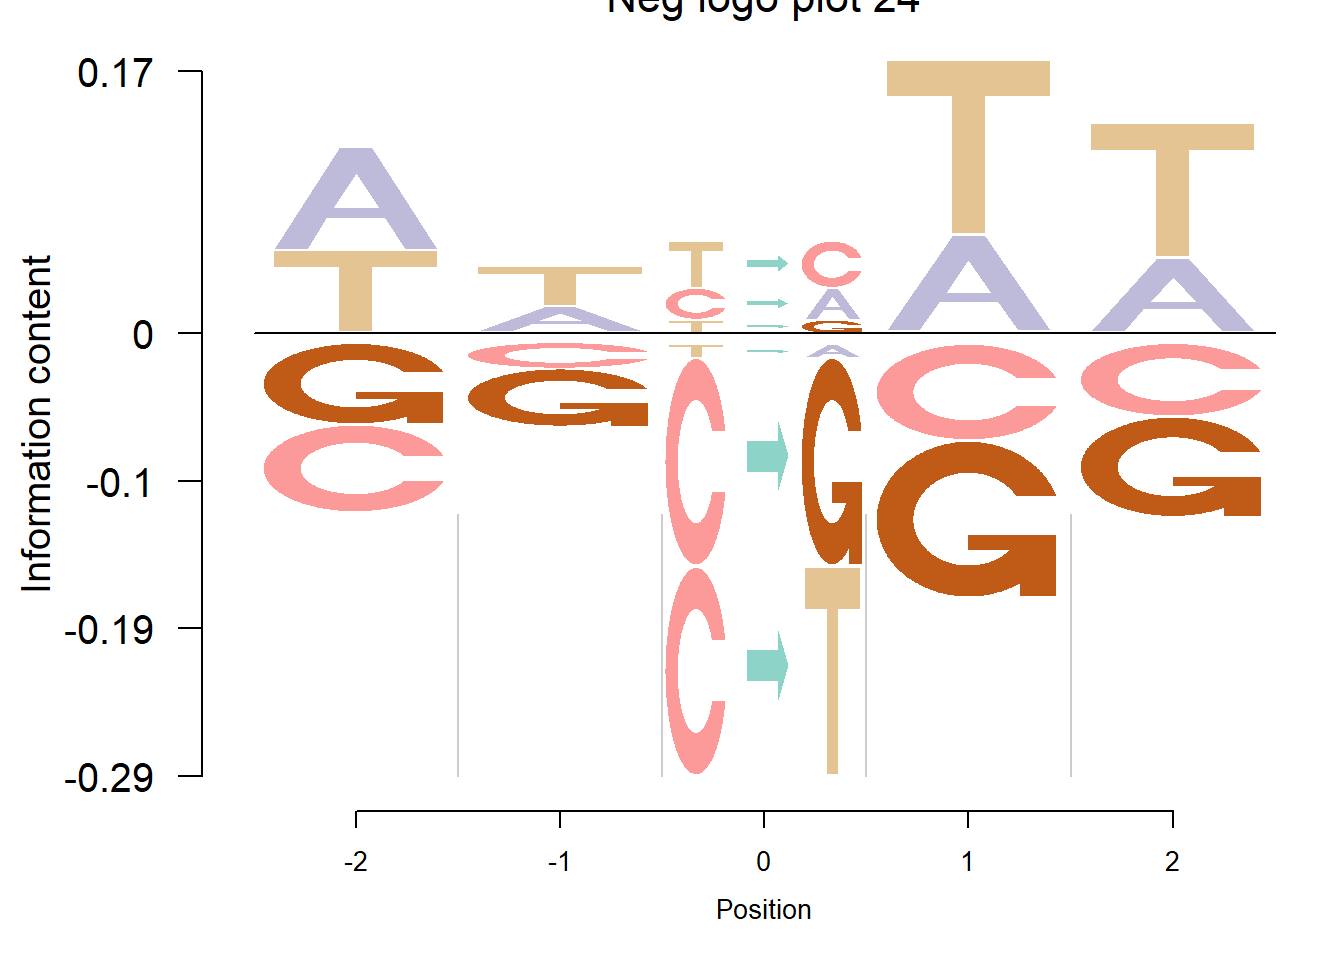 Neg logo plot 24
0.17
0
-0.1
-0.19
-0.29
Information content
A
T
G
C
T
A
C
G
T C
C A
T G
T A
C G
C T
T
A
C
G
T
A
C
G
-2 -1 0 1 2
Position